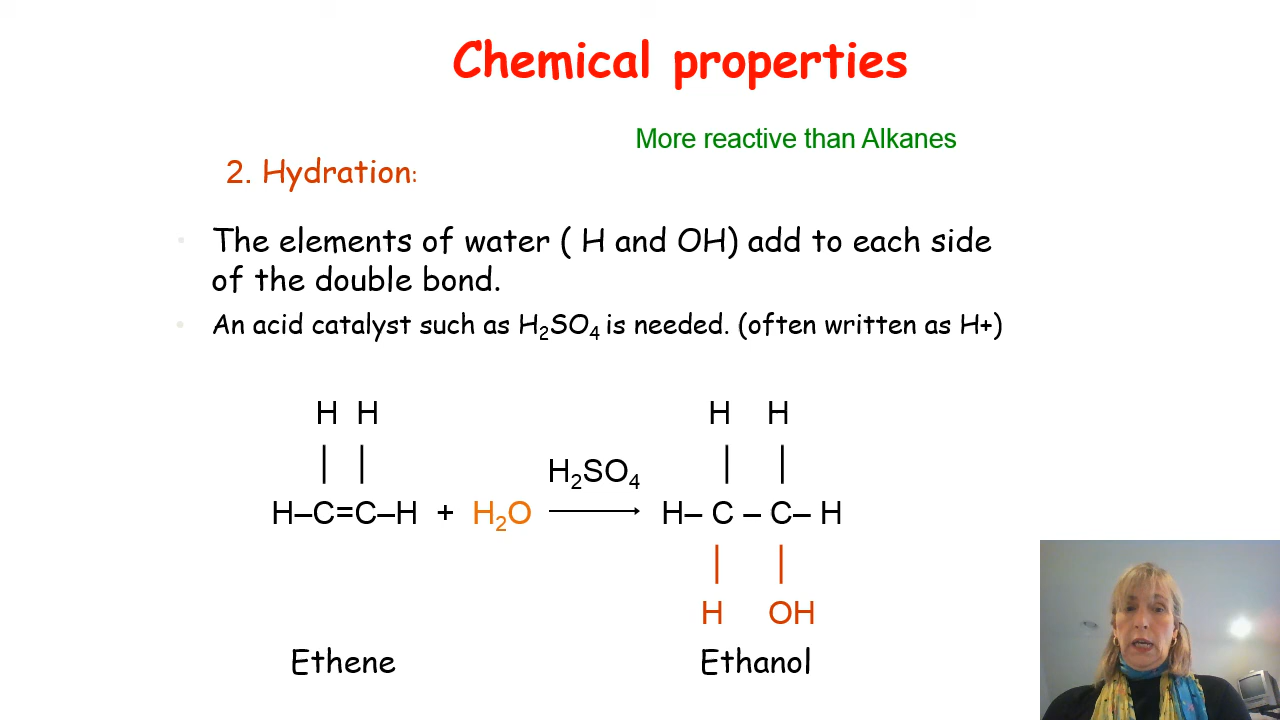 Chemical properties
More reactive than Alkanes
2. Hydration:
The elements of water ( H and OH) add to each side
of the double bond.
An acid catalyst such as H₂SO₄ is needed. (often written as H+)
H H H H
| | | |
H₂SO₄
H–C=C–H + H₂O → H– C – C– H
| |
H OH
Ethene Ethanol